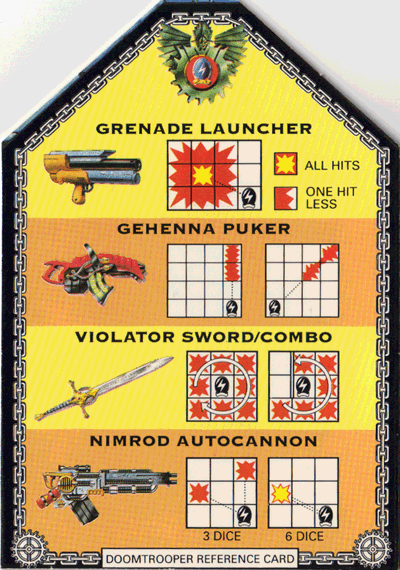 GRENADE LAUNCHER
ALL HITS
ONE HIT
LESS
GEHENNA PUKER
VIOLATOR SWORD/COMBO
NIMROD AUTOCANNON
3 DICE
6 DICE
DOOMTROOPER REFERENCE CARD